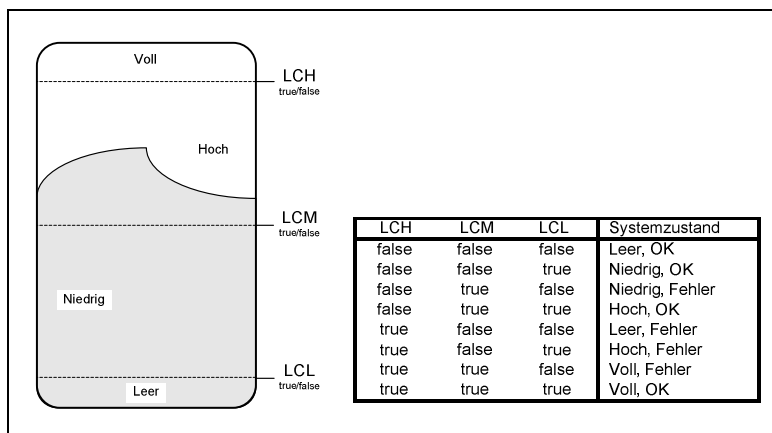 Voll
LCH
true/false
Hoch
LCM
true/false
Niedrig
LCL
true/false
Leer
LCH LCM LCL Systemzustand
false false false Leer, OK
false false true Niedrig, OK
false true false Niedrig, Fehler
false true true Hoch, OK
true false false Leer, Fehler
true false true Hoch, Fehler
true true false Voll, Fehler
true true true Voll, OK